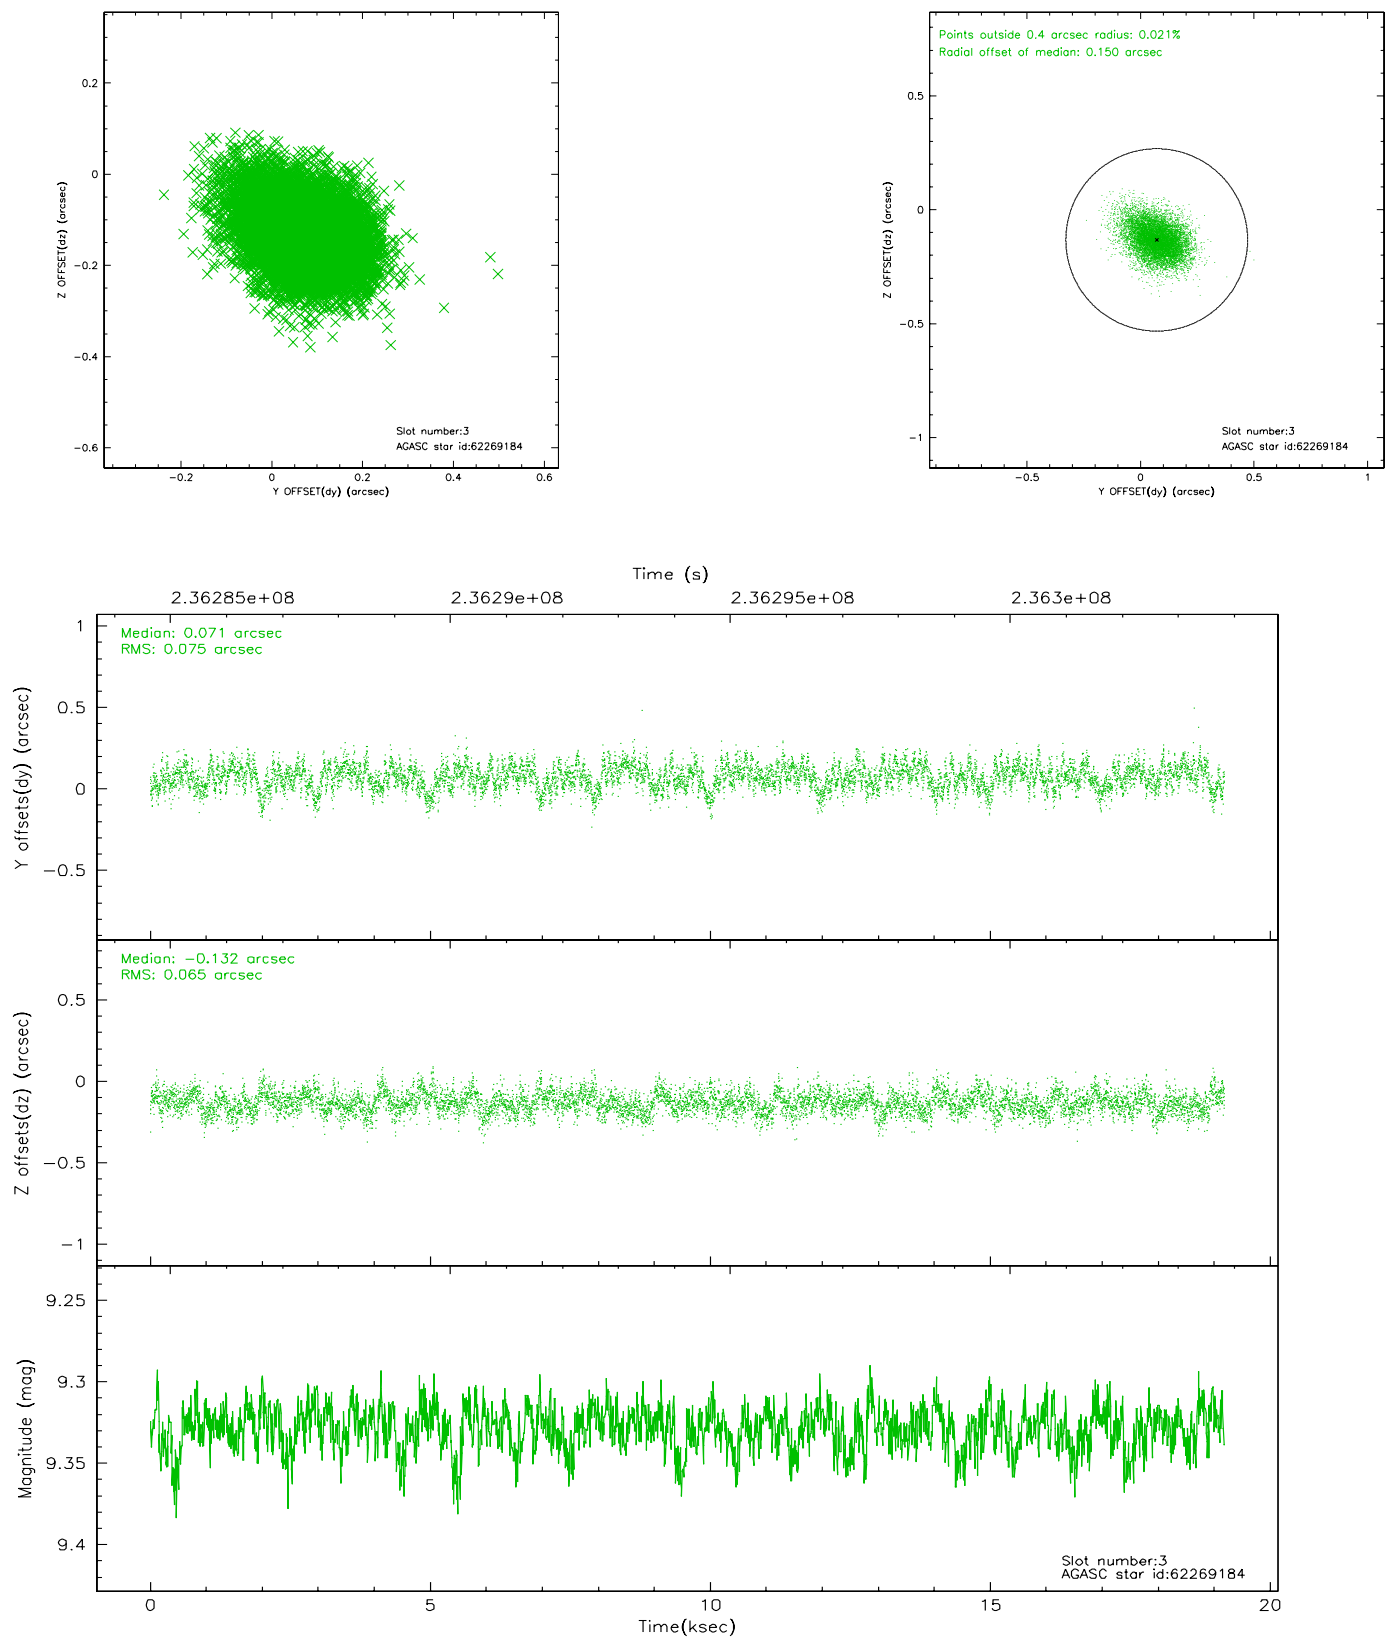 0.2
0
−0.2
−0.4
−0.6
Z OFFSET(dz) (arcsec)
Slot number:3
AGASC star id:62269184
−0.2
0
0.2
0.4
0.6
Y OFFSET(dy) (arcsec)
Points outside 0.4 arcsec radius: 0.021%
Radial offset of median: 0.150 arcsec
0.5
0
−0.5
−1
Z OFFSET(dz) (arcsec)
Slot number:3
AGASC star id:62269184
−0.5
0
0.5
1
Y OFFSET(dy) (arcsec)
Time (s)
2.36285e+08
2.3629e+08
2.36295e+08
2.363e+08
Median: 0.071 arcsec
RMS: 0.075 arcsec
1
0.5
0
−0.5
Y offsets(dy) (arcsec)
Median: −0.132 arcsec
RMS: 0.065 arcsec
0.5
0
−0.5
−1
Z offsets(dz) (arcsec)
9.25
9.3
9.35
9.4
Magnitude (mag)
Slot number:3
AGASC star id:62269184
0
5
10
15
20
Time(ksec)